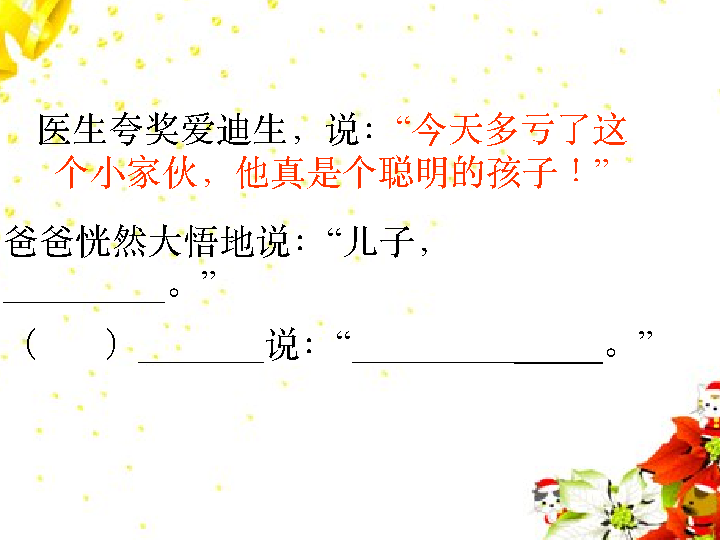 医生夸奖爱迪生，说：“今天多亏了这
个小家伙，他真是个聪明的孩子！”
爸爸恍然大悟地说：“儿子，
_________。”
（　　）_______说：“______________。”